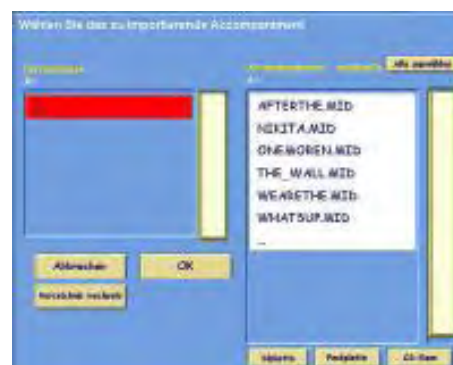 Wählen Sie das zu importierende Accompaniment
Alle auswählen
AFTERTHE.MID
NIKITA.MID
ONEMOREN.MID
THE_WALL.MID
WEARETHE.MID
WHATSUP.MID
..
Abbrechen
OK
Verzeichnis wechseln
Diskette
Festplatte
CD-Rom